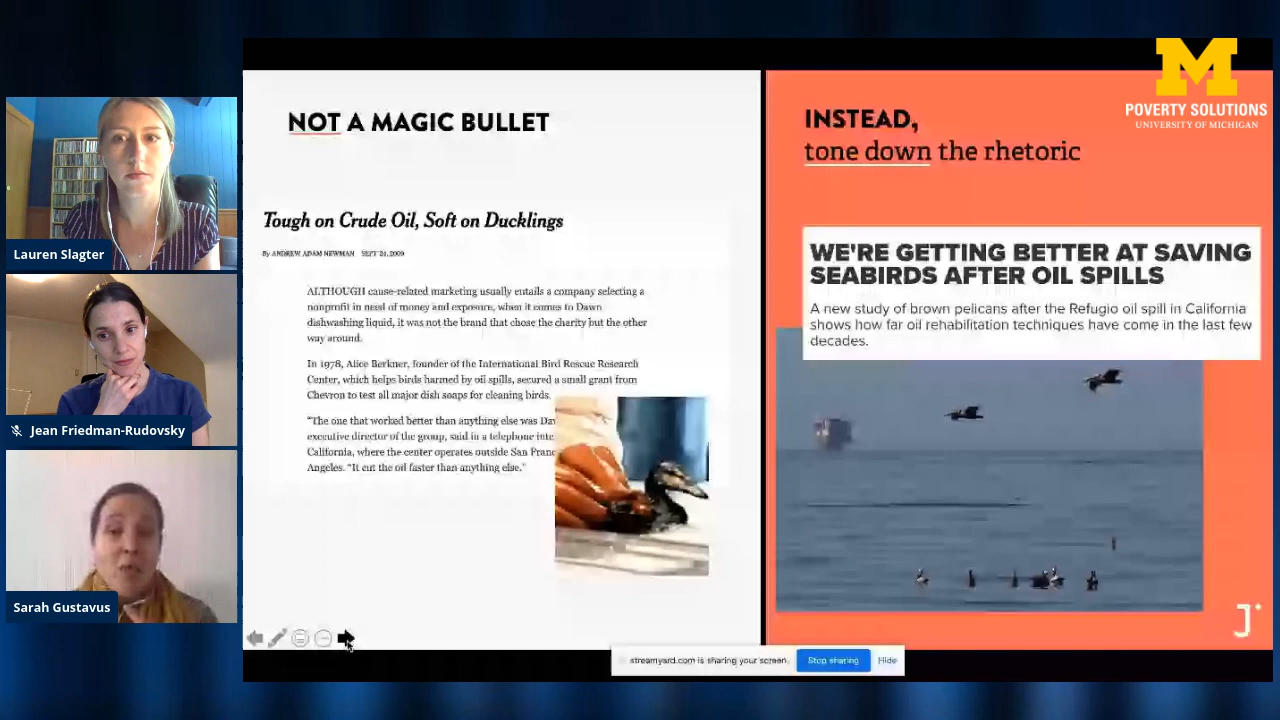 Lauren Slagter
Jean Friedman-Rudovsky
Sarah Gustavus
NOT A MAGIC BULLET
Tough on Crude Oil, Soft on Ducklings
By ANDREW ADAM NEWMAN SEPT 24, 2009
ALTHOUGH cause-related marketing usually entails a company selecting a
nonprofit in need of money and exposure, when it comes to Dawn
dishwashing liquid, it was not the brand that chose the charity but the other
way around.
In 1978, Alice Berkner, founder of the International Bird Rescue Research
Center, which helps birds harmed by oil spills, secured a small grant from
Chevron to test all major dish soaps for cleaning birds.
“The one that worked better than anything else was Daw
executive director of the group, said in a telephone inte
California, where the center operates outside San Franc
Angeles. “It cut the oil faster than anything else.”
INSTEAD,
tone down the rhetoric
M
POVERTY SOLUTIONS
UNIVERSITY OF MICHIGAN
WE'RE GETTING BETTER AT SAVING
SEABIRDS AFTER OIL SPILLS
A new study of brown pelicans after the Refugio oil spill in California
shows how far oil rehabilitation techniques have come in the last few
decades.
J
streamyard.com is sharing your screen.
Stop sharing
Hide